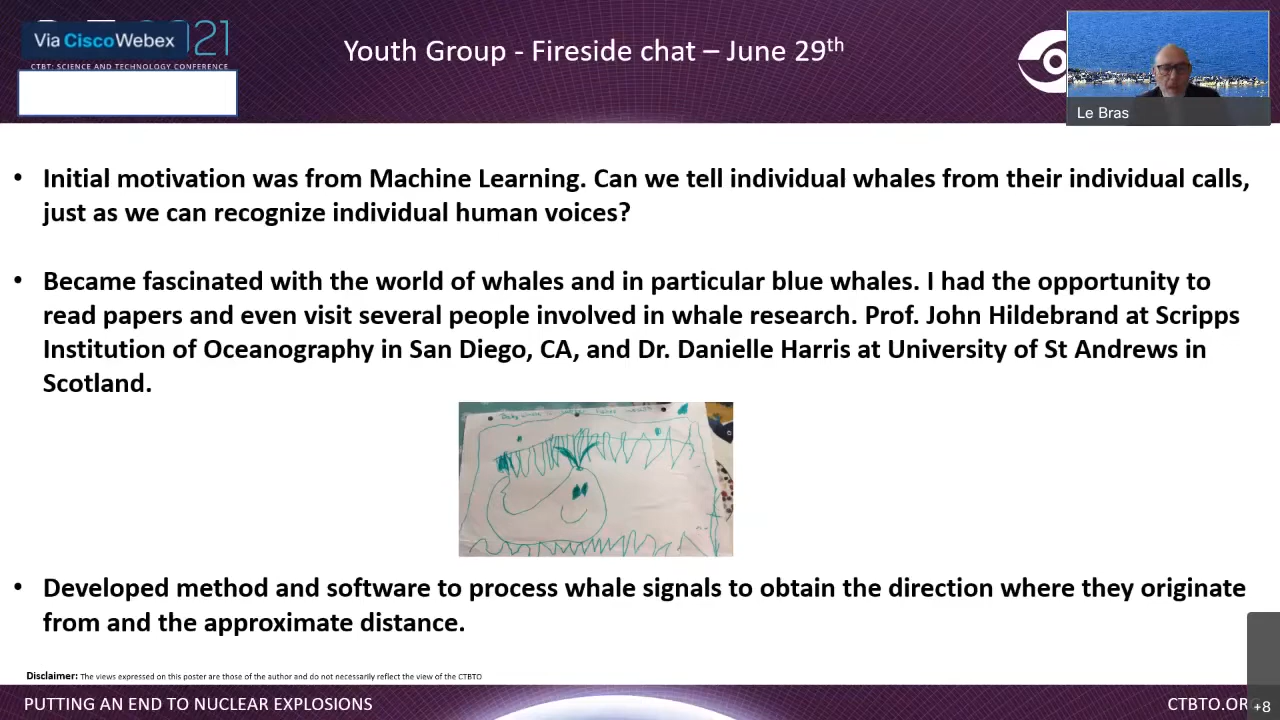 Via Cisco Webex
21
CTBT: SCIENCE AND TECHNOLOGY CONFERENCE
Youth Group - Fireside chat – June 29th
Le Bras
• Initial motivation was from Machine Learning. Can we tell individual whales from their individual calls,
just as we can recognize individual human voices?
• Became fascinated with the world of whales and in particular blue whales. I had the opportunity to
read papers and even visit several people involved in whale research. Prof. John Hildebrand at Scripps
Institution of Oceanography in San Diego, CA, and Dr. Danielle Harris at University of St Andrews in
Scotland.
• Developed method and software to process whale signals to obtain the direction where they originate
from and the approximate distance.
Disclaimer: The views expressed on this poster are those of the author and do not necessarily reflect the view of the CTBTO
PUTTING AN END TO NUCLEAR EXPLOSIONS
CTBTO.OR
+8